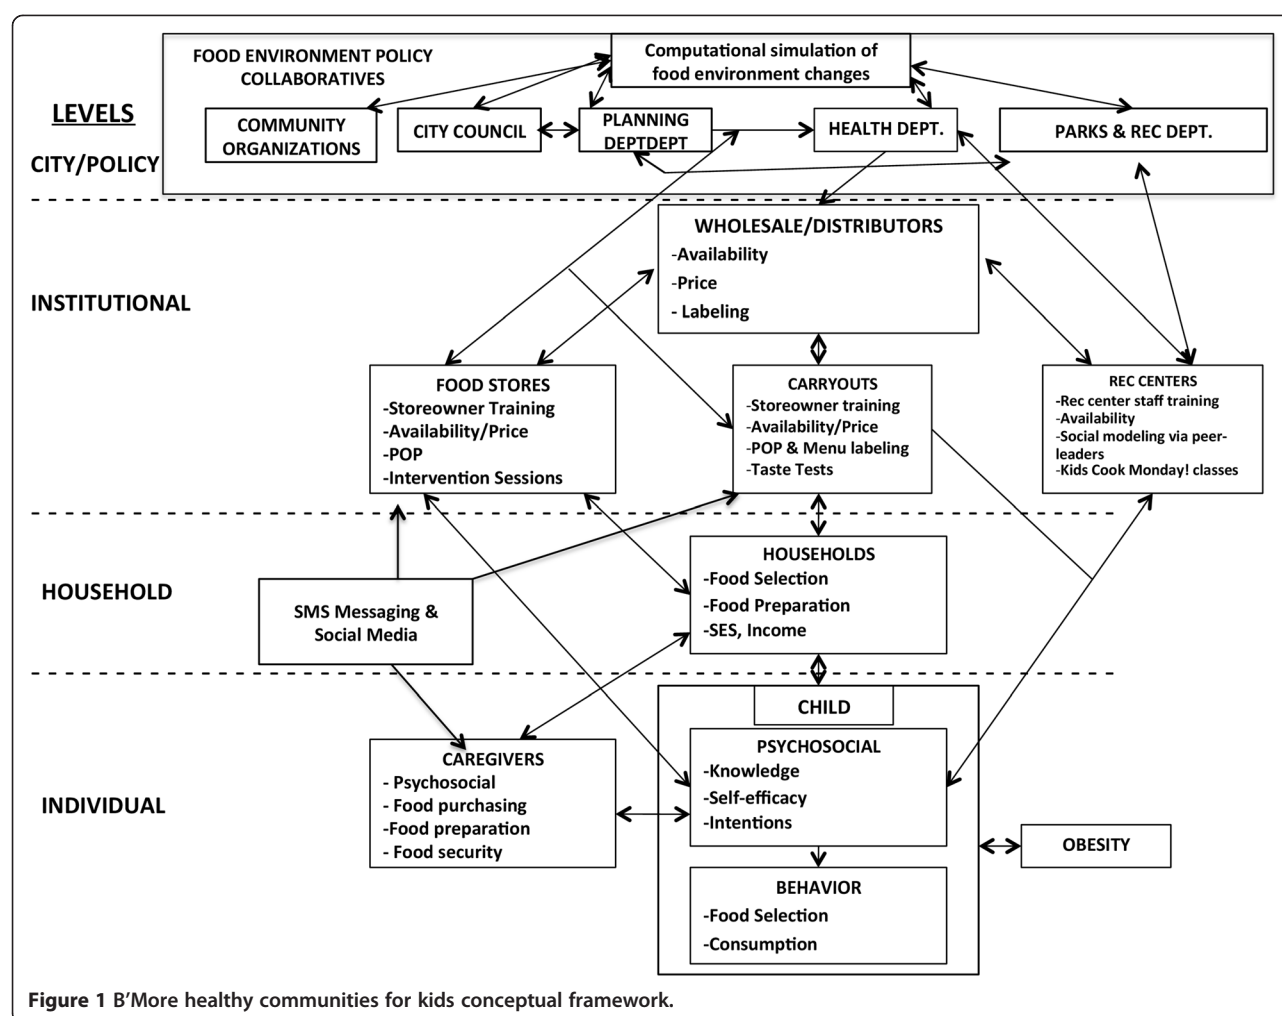 FOOD ENVIRONMENT POLICY
COLLABORATIVES
Computational simulation of
food environment changes
LEVELS
CITY/POLICY
COMMUNITY
ORGANIZATIONS
CITY COUNCIL
PLANNING
DEPTDEPT
HEALTH DEPT.
PARKS & REC DEPT.
INSTITUTIONAL
WHOLESALE/DISTRIBUTORS
-Availability
-Price
- Labeling
FOOD STORES
-Storeowner Training
-Availability/Price
-POP
-Intervention Sessions
CARRYOUTS
-Storeowner training
-Availability/Price
-POP & Menu labeling
-Taste Tests
REC CENTERS
-Rec center staff training
-Availability
-Social modeling via peer-
leaders
-Kids Cook Monday! classes
HOUSEHOLD
SMS Messaging &
Social Media
HOUSEHOLDS
-Food Selection
-Food Preparation
-SES, Income
INDIVIDUAL
CAREGIVERS
- Psychosocial
- Food purchasing
-Food preparation
- Food security
CHILD
PSYCHOSOCIAL
-Knowledge
-Self-efficacy
-Intentions
BEHAVIOR
-Food Selection
-Consumption
OBESITY
Figure 1 B’More healthy communities for kids conceptual framework.